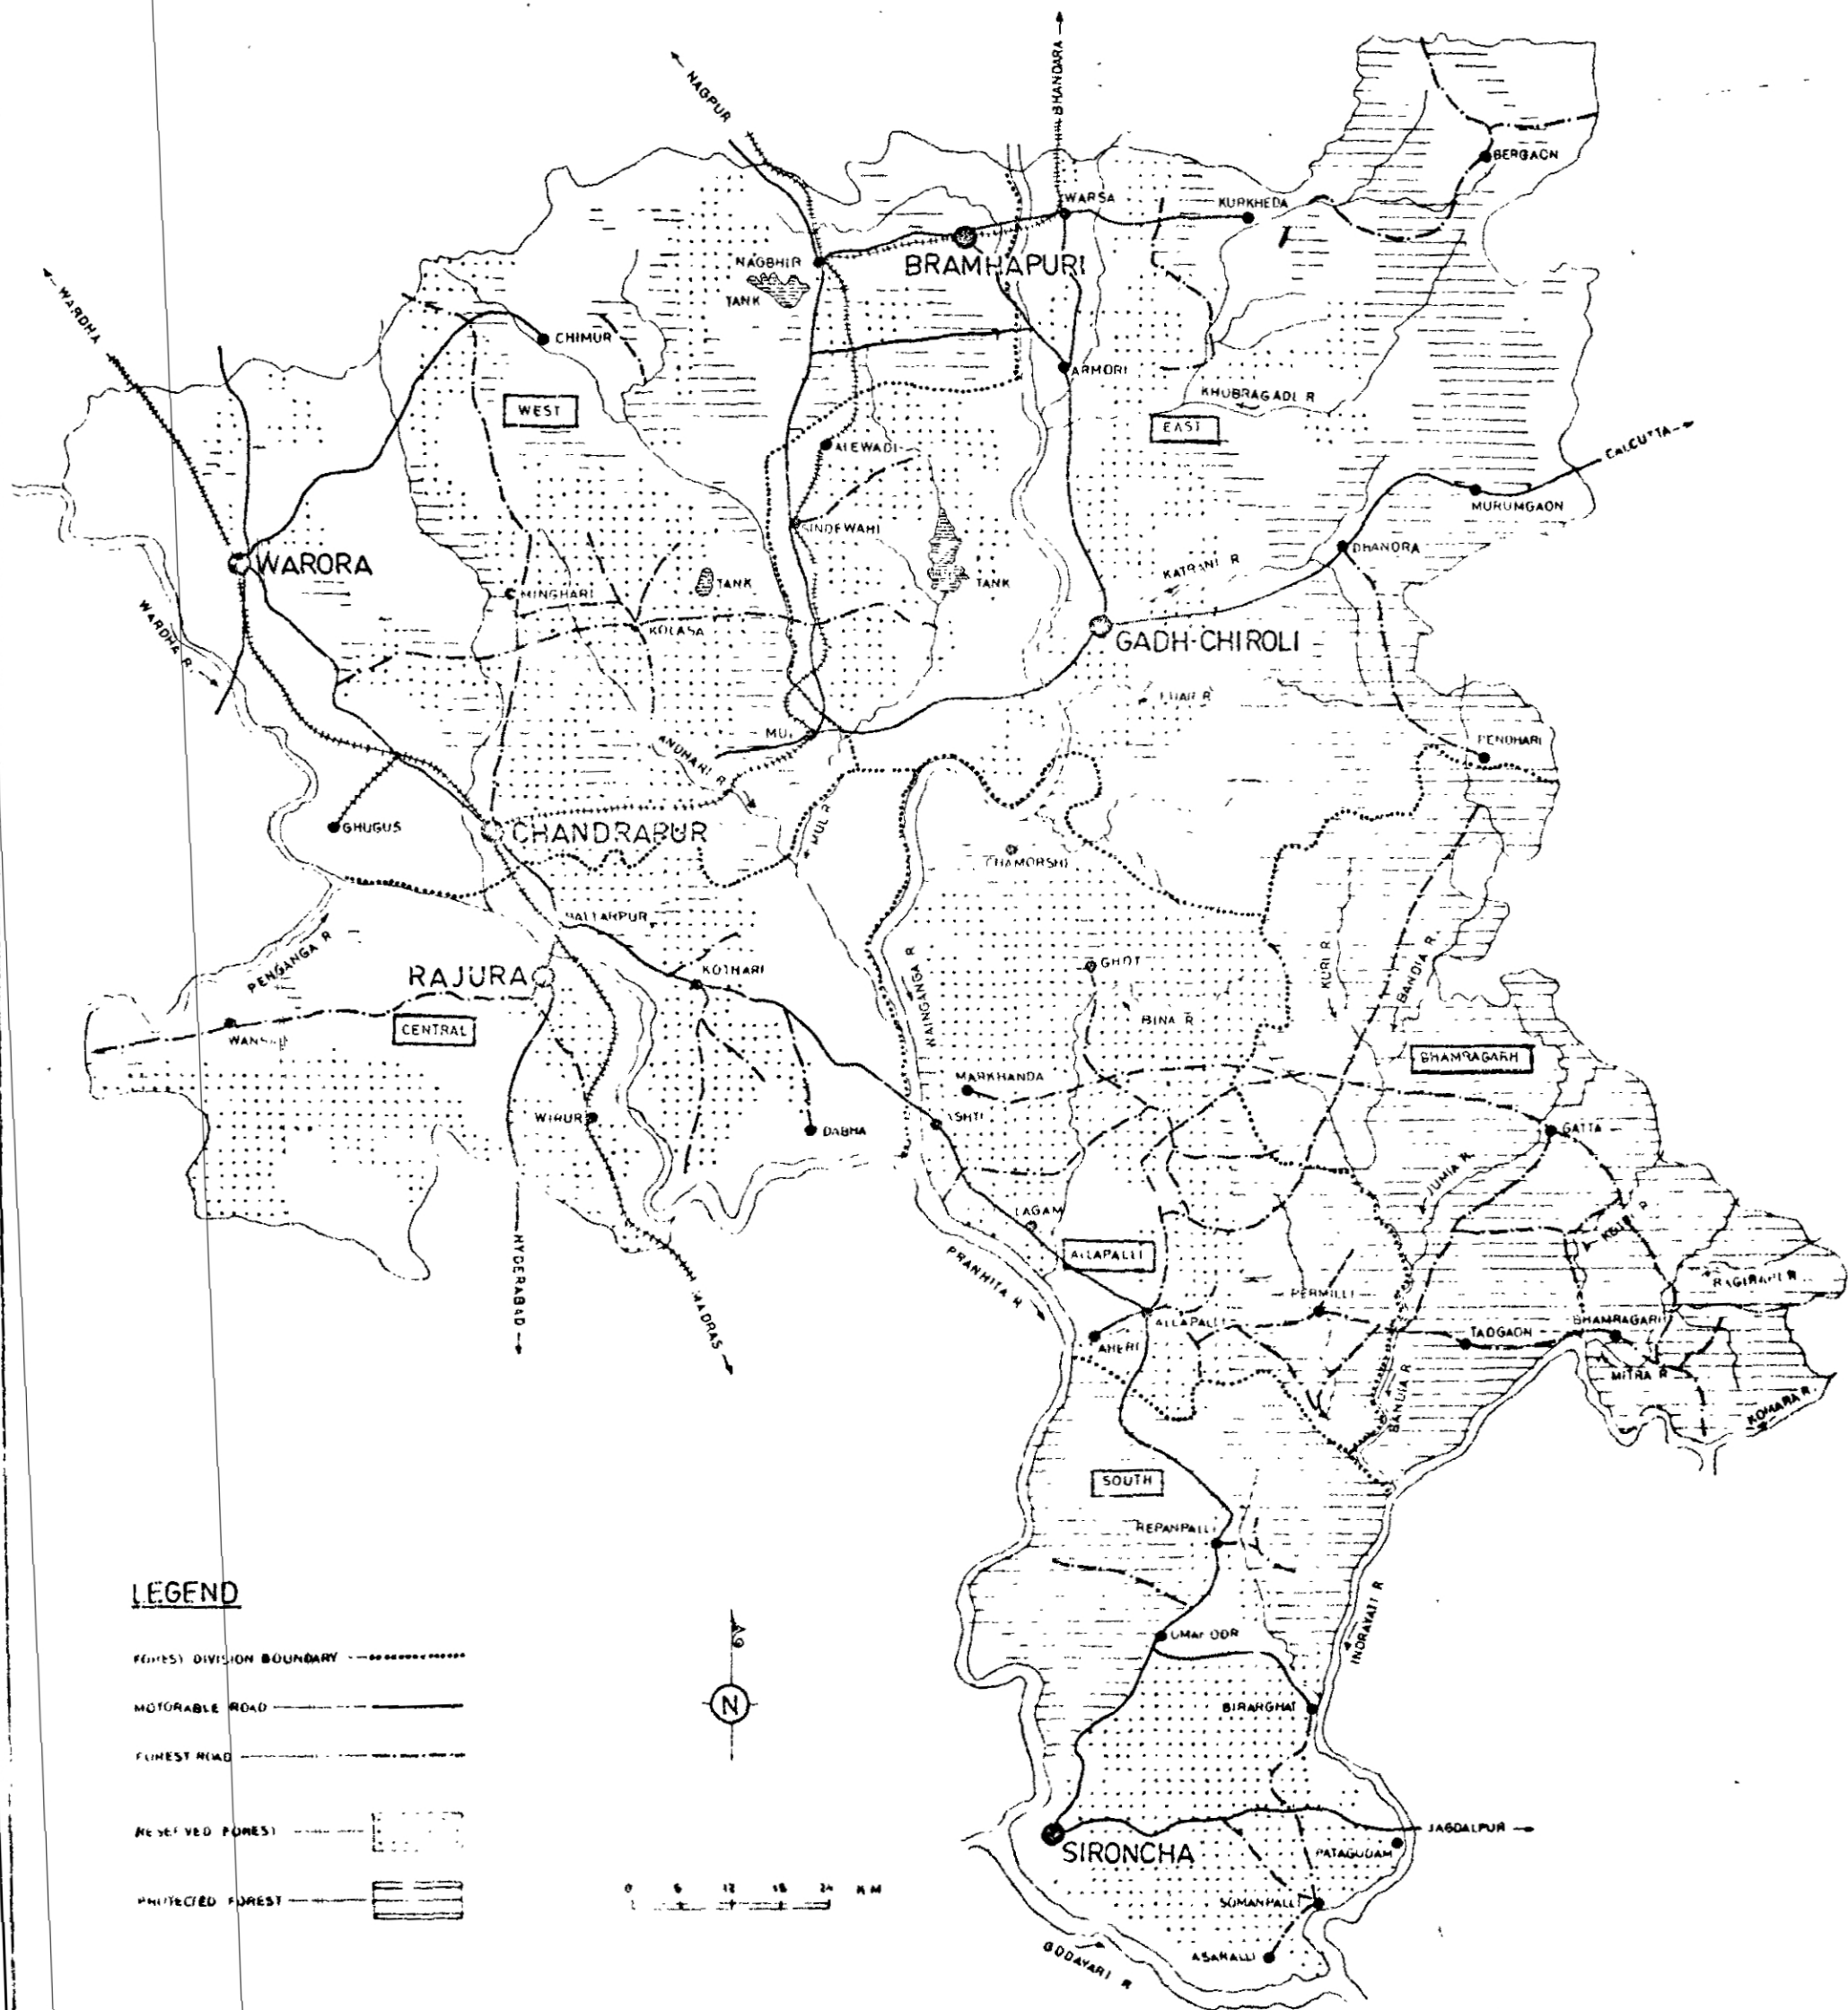 NAGPUR
BHANDARA
BERGAON
WARSA
KURKHEDA
BRAMHAPURI
NAGBHIR
TANK
WARDHA
CHIMUR
ARMORI
KHUBRAGADI R
WEST
EAST
CALCUTTA
ALEWADI
MURUMGAON
SINDEWAHI
DHANORA
WARORA
TANK
TANK
KATRANI R
MINGHARI
KOLASA
WARDHA R
GADH-CHIROLI
MUL
PENDHARI
ANDHARI R
MUL R
GHUGUS
CHANDRAPUR
CHAMORSHI
BALLARPUR
PENGANGA R
RAJURA
KOTHARI
GHOT
KURI R
BANDIA R.
WAINGANGA R
BINA R
CENTRAL
BHAMRAGARH
MARKHANDA
WIRUR
DABHA
ASHTI
GATTA
JUMIA R.
LAGAM
ALLAPALLI
PRANHITA R
HYDERABAD
MADRAS
PERMILLI
ALLAPALLI
AHERI
TADGAON
BHAMRAGARH
MITRA R
KOMARA R.
BANDIA R
SOUTH
REPANPALLI
INDRAVATI R
LEGEND
FOREST DIVISION BOUNDARY
MOTORABLE ROAD
FOREST ROAD
RESERVED FOREST
PROTECTED FOREST
N
0 6 12 18 24 KM
BIRARGHAT
SIRONCHA
JAGDALPUR
PATAGUDAM
SOMANPALLI
ASARALLI
GODAVARI R